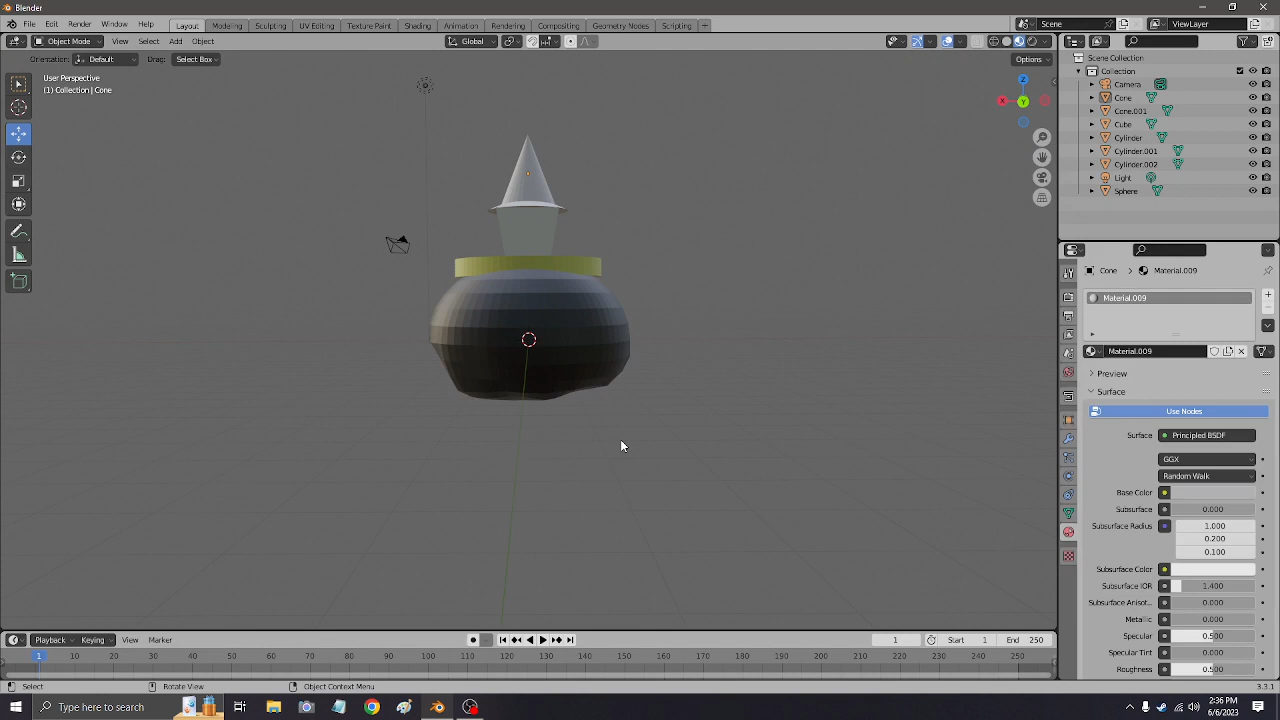 Blender
File Edit Render Window Help Layout Modeling Sculpting UV Editing Texture Paint Shading Animation Rendering Compositing Geometry Nodes Scripting + Scene ViewLayer
Object Mode View Select Add Object Global
Orientation: Default Drag: Select Box Options
User Perspective
(1) Collection | Cone
Z
X Y
Scene Collection
Collection
Camera
Cone
Cone.001
Cube
Cylinder
Cylinder.001
Cylinder.002
Light
Sphere
Cone Material.009
Material.009
Material.009
Preview
Surface
Use Nodes
Surface Principled BSDF
GGX
Random Walk
Base Color
Subsurface 0.000
Subsurface Radius 1.000
0.200
0.100
Subsurface Color
Subsurface IOR 1.400
Subsurface Anisot... 0.000
Metallic 0.000
Specular 0.500
Specular Tint 0.000
Roughness 0.500
Playback Keying View Marker 1 Start 1 End 250
1 10 20 30 40 50 60 70 80 90 100 110 120 130 140 150 160 170 180 190 200 210 220 230 240 250
Select Rotate View Object Context Menu 3.3.1
Type here to search
2:36 PM
6/6/2023